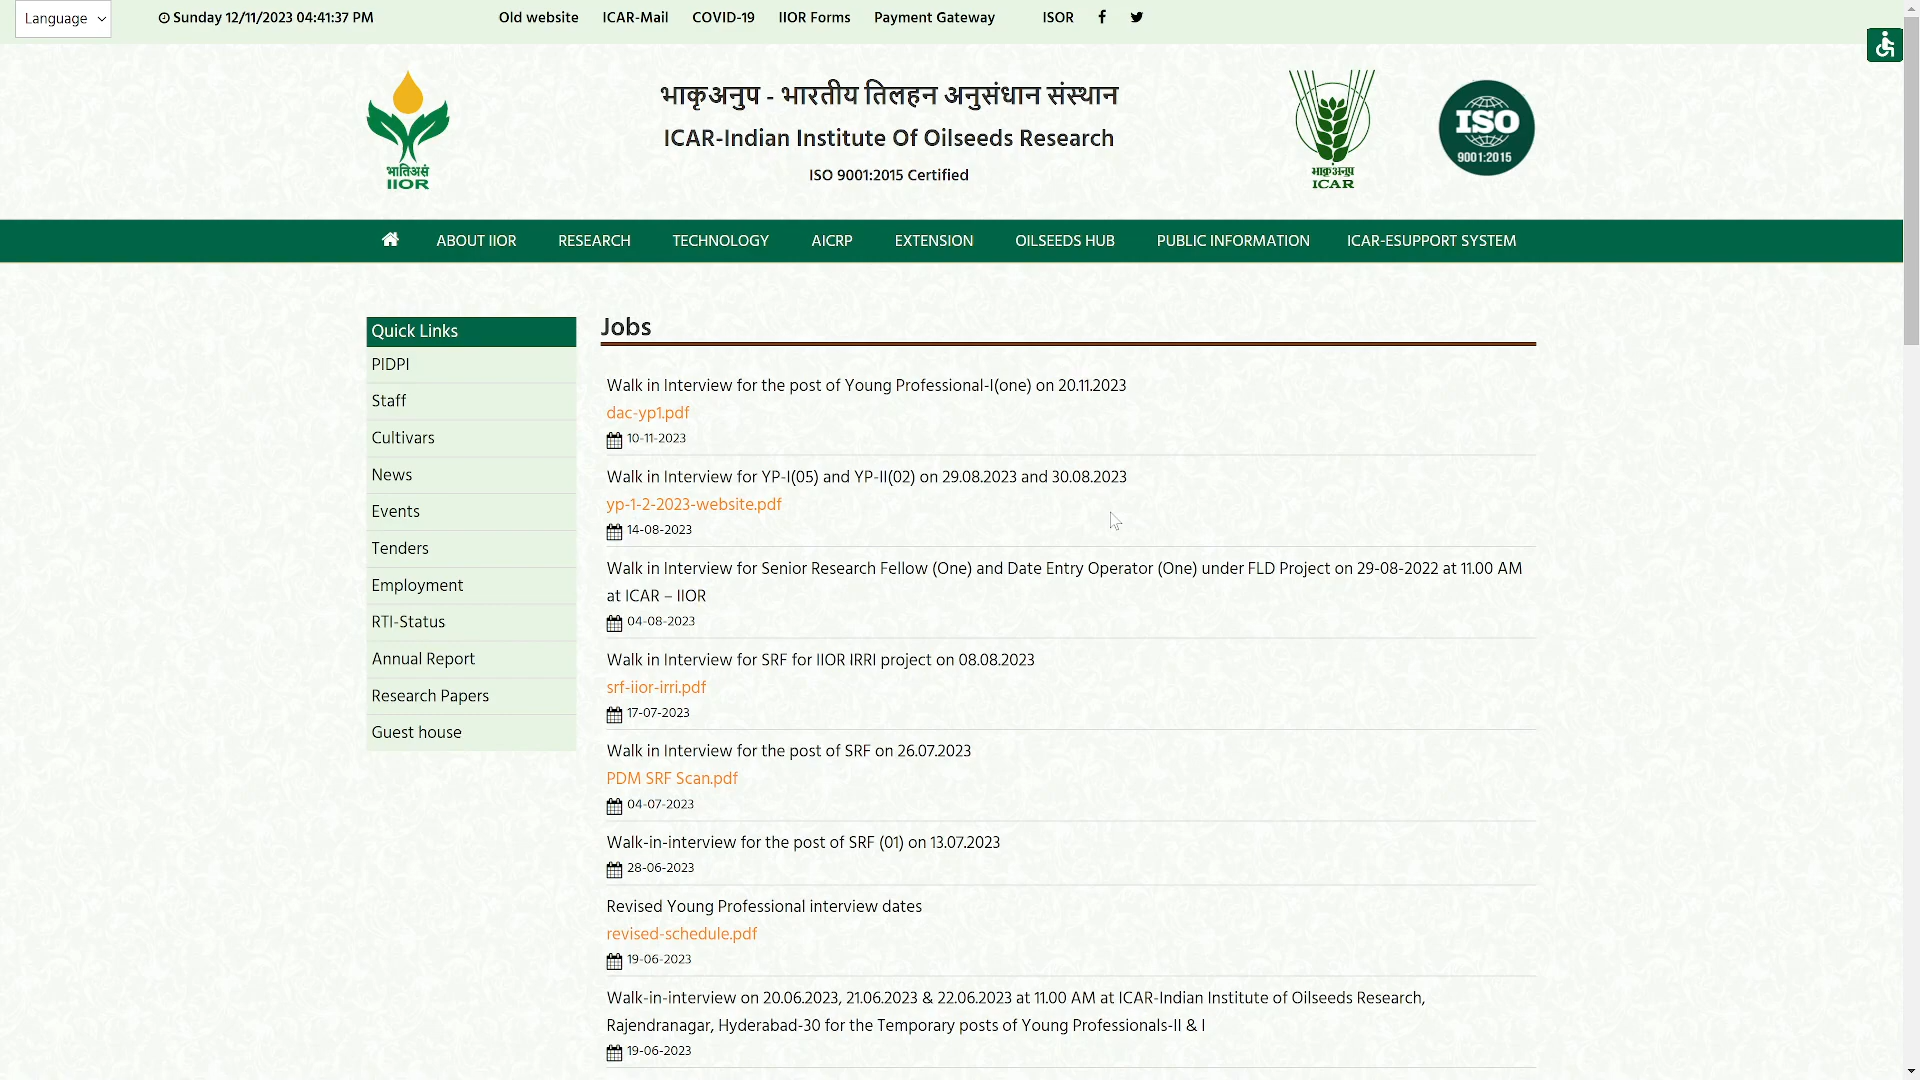 Language
Sunday 12/11/2023 04:41:37 PM
Old website
ICAR-Mail
COVID-19
IIOR Forms
Payment Gateway
ISOR
भाकृअनुप - भारतीय तिलहन अनुसंधान संस्थान
ICAR-Indian Institute Of Oilseeds Research
ISO 9001:2015 Certified
भातिअसं
IIOR
भाकृअनुप
ICAR
ISO
9001:2015
ABOUT IIOR
RESEARCH
TECHNOLOGY
AICRP
EXTENSION
OILSEEDS HUB
PUBLIC INFORMATION
ICAR-ESUPPORT SYSTEM
Quick Links
PIDPI
Staff
Cultivars
News
Events
Tenders
Employment
RTI-Status
Annual Report
Research Papers
Guest house
Jobs
Walk in Interview for the post of Young Professional-I(one) on 20.11.2023
dac-yp1.pdf
10-11-2023
Walk in Interview for YP-I(05) and YP-II(02) on 29.08.2023 and 30.08.2023
yp-1-2-2023-website.pdf
14-08-2023
Walk in Interview for Senior Research Fellow (One) and Date Entry Operator (One) under FLD Project on 29-08-2022 at 11.00 AM
at ICAR – IIOR
04-08-2023
Walk in Interview for SRF for IIOR IRRI project on 08.08.2023
srf-iior-irri.pdf
17-07-2023
Walk in Interview for the post of SRF on 26.07.2023
PDM SRF Scan.pdf
04-07-2023
Walk-in-interview for the post of SRF (01) on 13.07.2023
28-06-2023
Revised Young Professional interview dates
revised-schedule.pdf
19-06-2023
Walk-in-interview on 20.06.2023, 21.06.2023 & 22.06.2023 at 11.00 AM at ICAR-Indian Institute of Oilseeds Research,
Rajendranagar, Hyderabad-30 for the Temporary posts of Young Professionals-II & I
19-06-2023